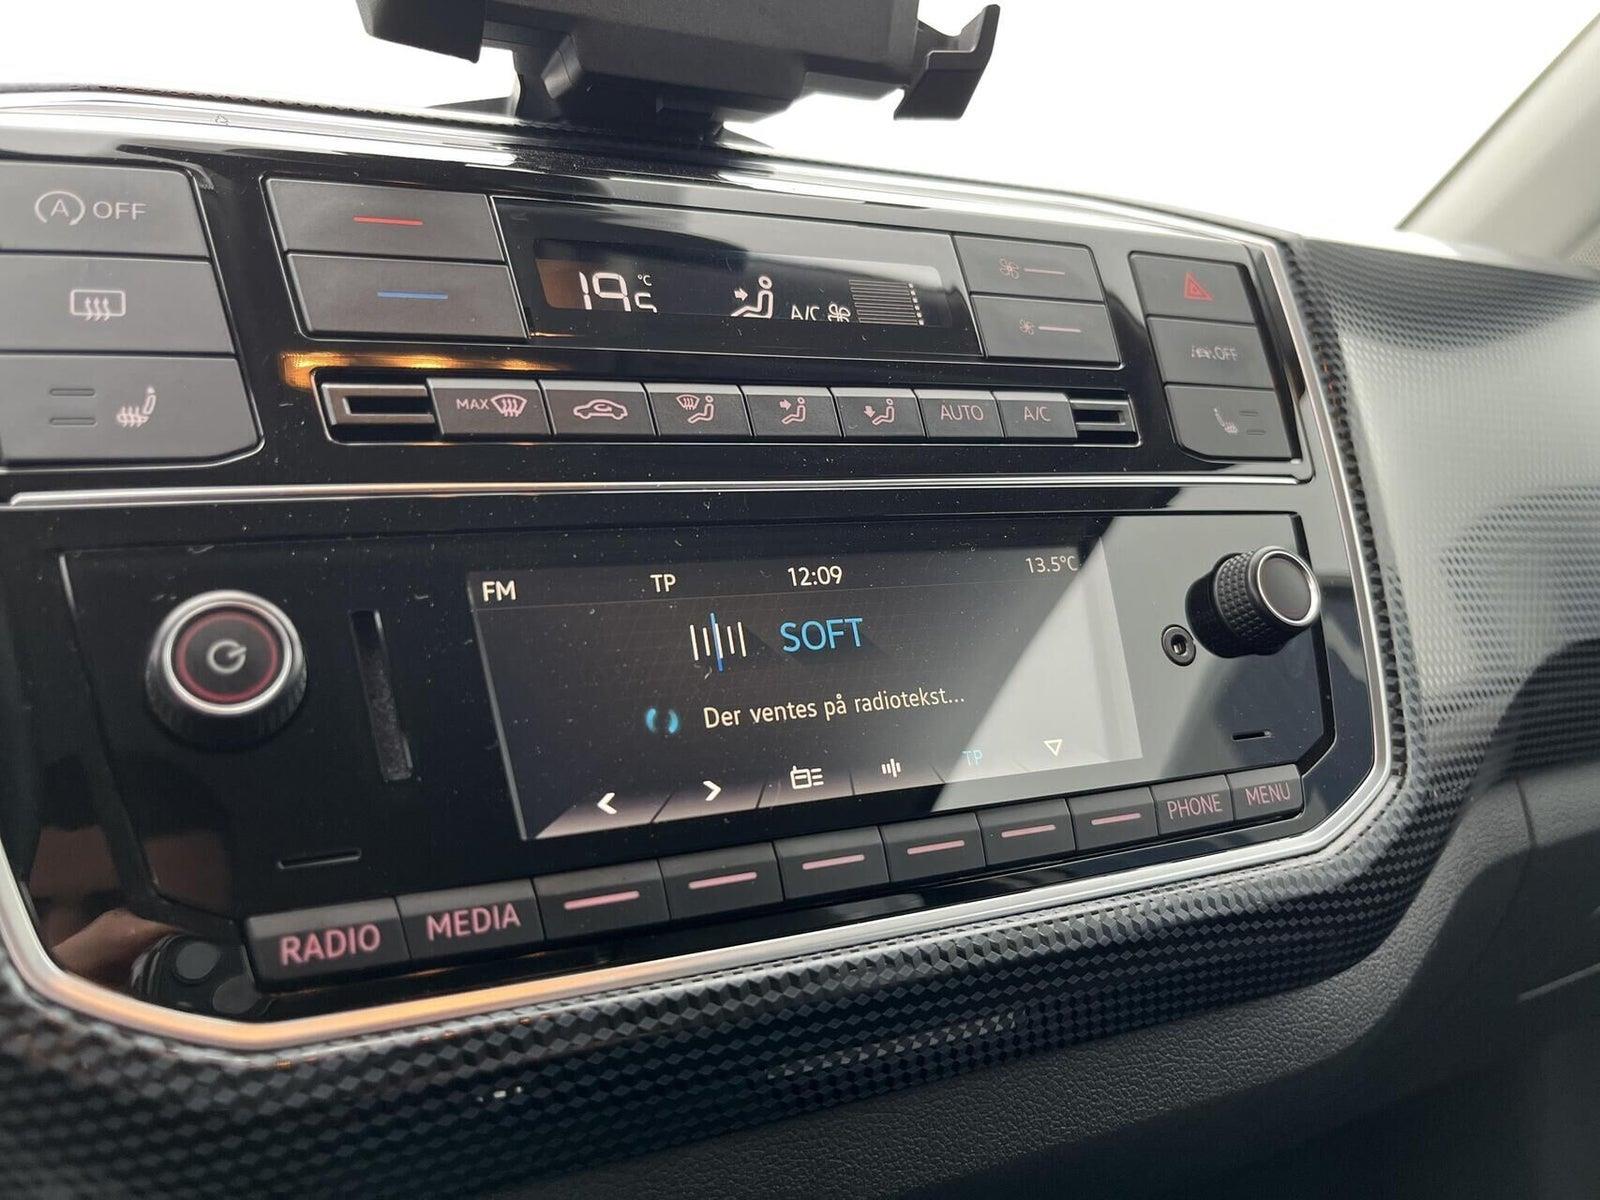 A OFF
19.5 °C
A/C
OFF
MAX
AUTO
A/C
FM TP 12:09 13.5°C
SOFT
Der ventes på radiotekst...
TP
RADIO MEDIA PHONE MENU